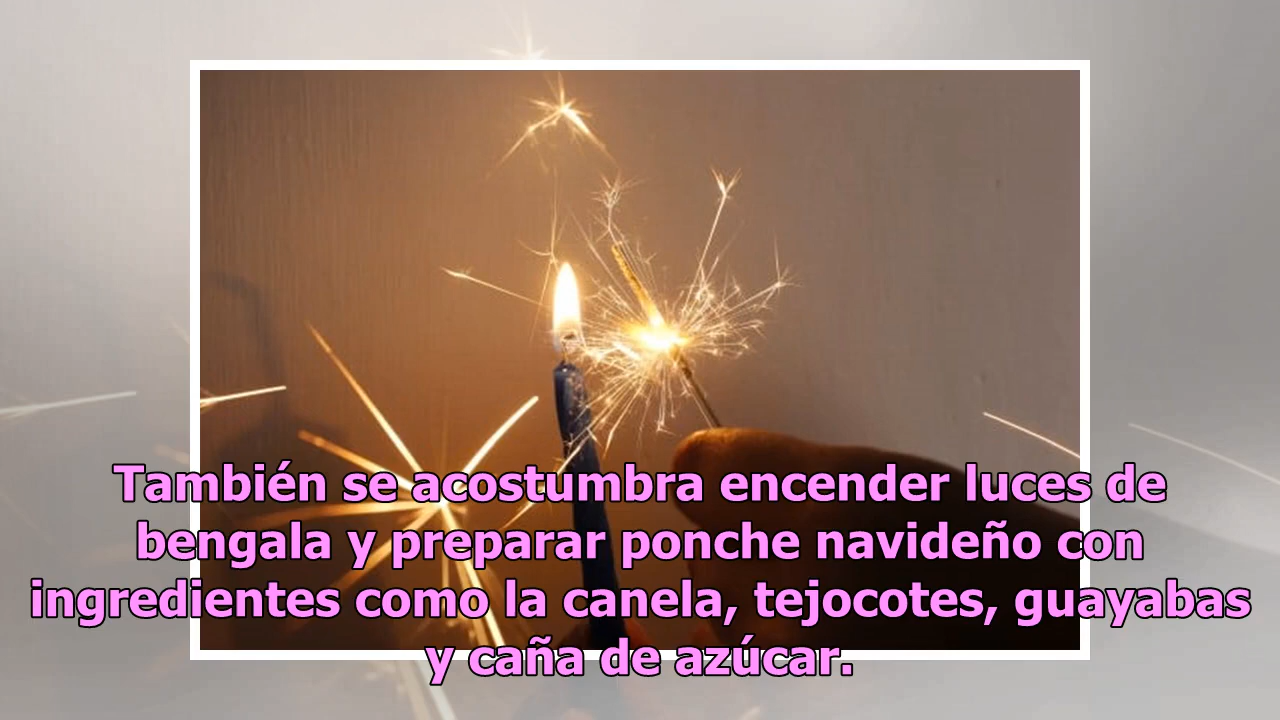 También se acostumbra encender luces de
bengala y preparar ponche navideño con
ingredientes como la canela, tejocotes, guayabas
y caña de azúcar.